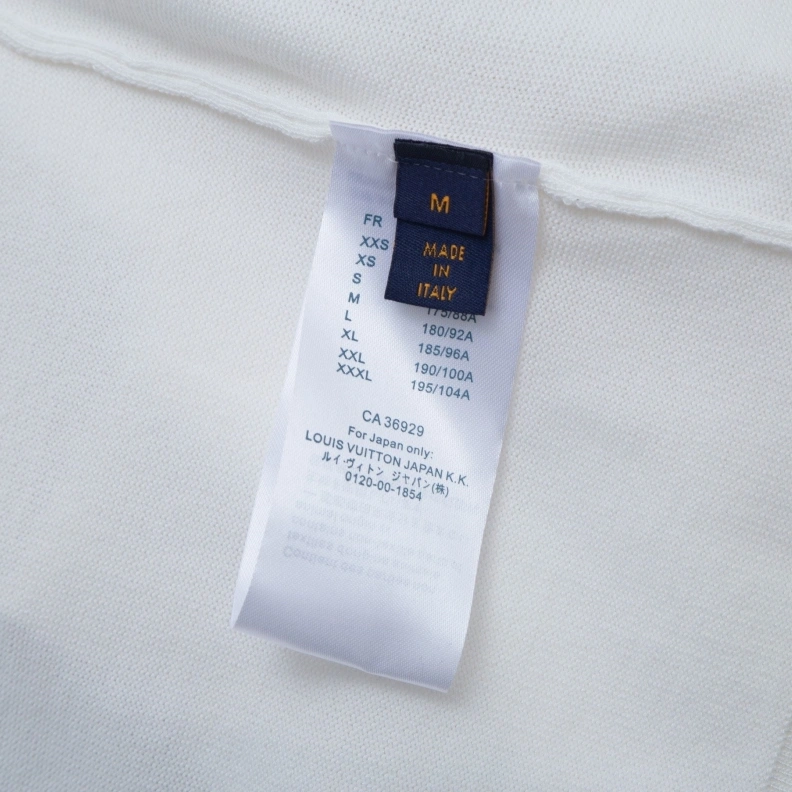 M
MADE
IN
ITALY
FR
XXS
XS
S
M
L
XL
XXL
XXXL
175/88A
180/92A
185/96A
190/100A
195/104A
CA 36929
For Japan only:
LOUIS VUITTON JAPAN K.K.
ルイ·ヴィトン ジャパン(株)
0120-00-1854